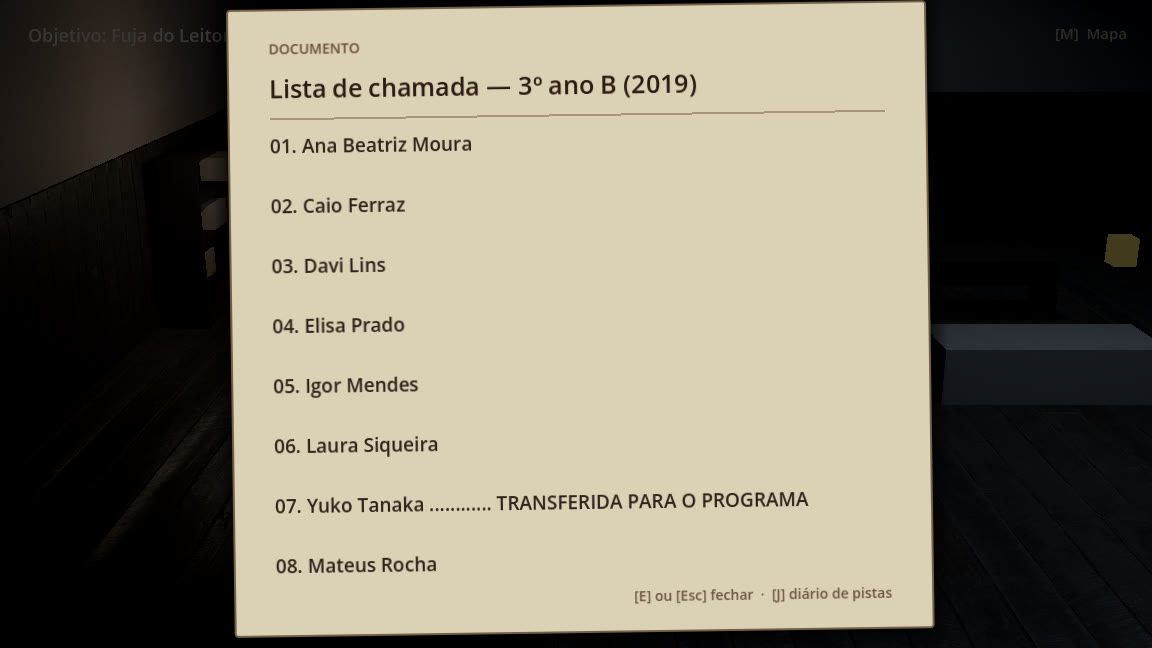 Objetivo: Fuja do Leitor
[M] Mapa
DOCUMENTO
Lista de chamada — 3º ano B (2019)
01. Ana Beatriz Moura
02. Caio Ferraz
03. Davi Lins
04. Elisa Prado
05. Igor Mendes
06. Laura Siqueira
07. Yuko Tanaka ............ TRANSFERIDA PARA O PROGRAMA
08. Mateus Rocha
[E] ou [Esc] fechar · [J] diário de pistas